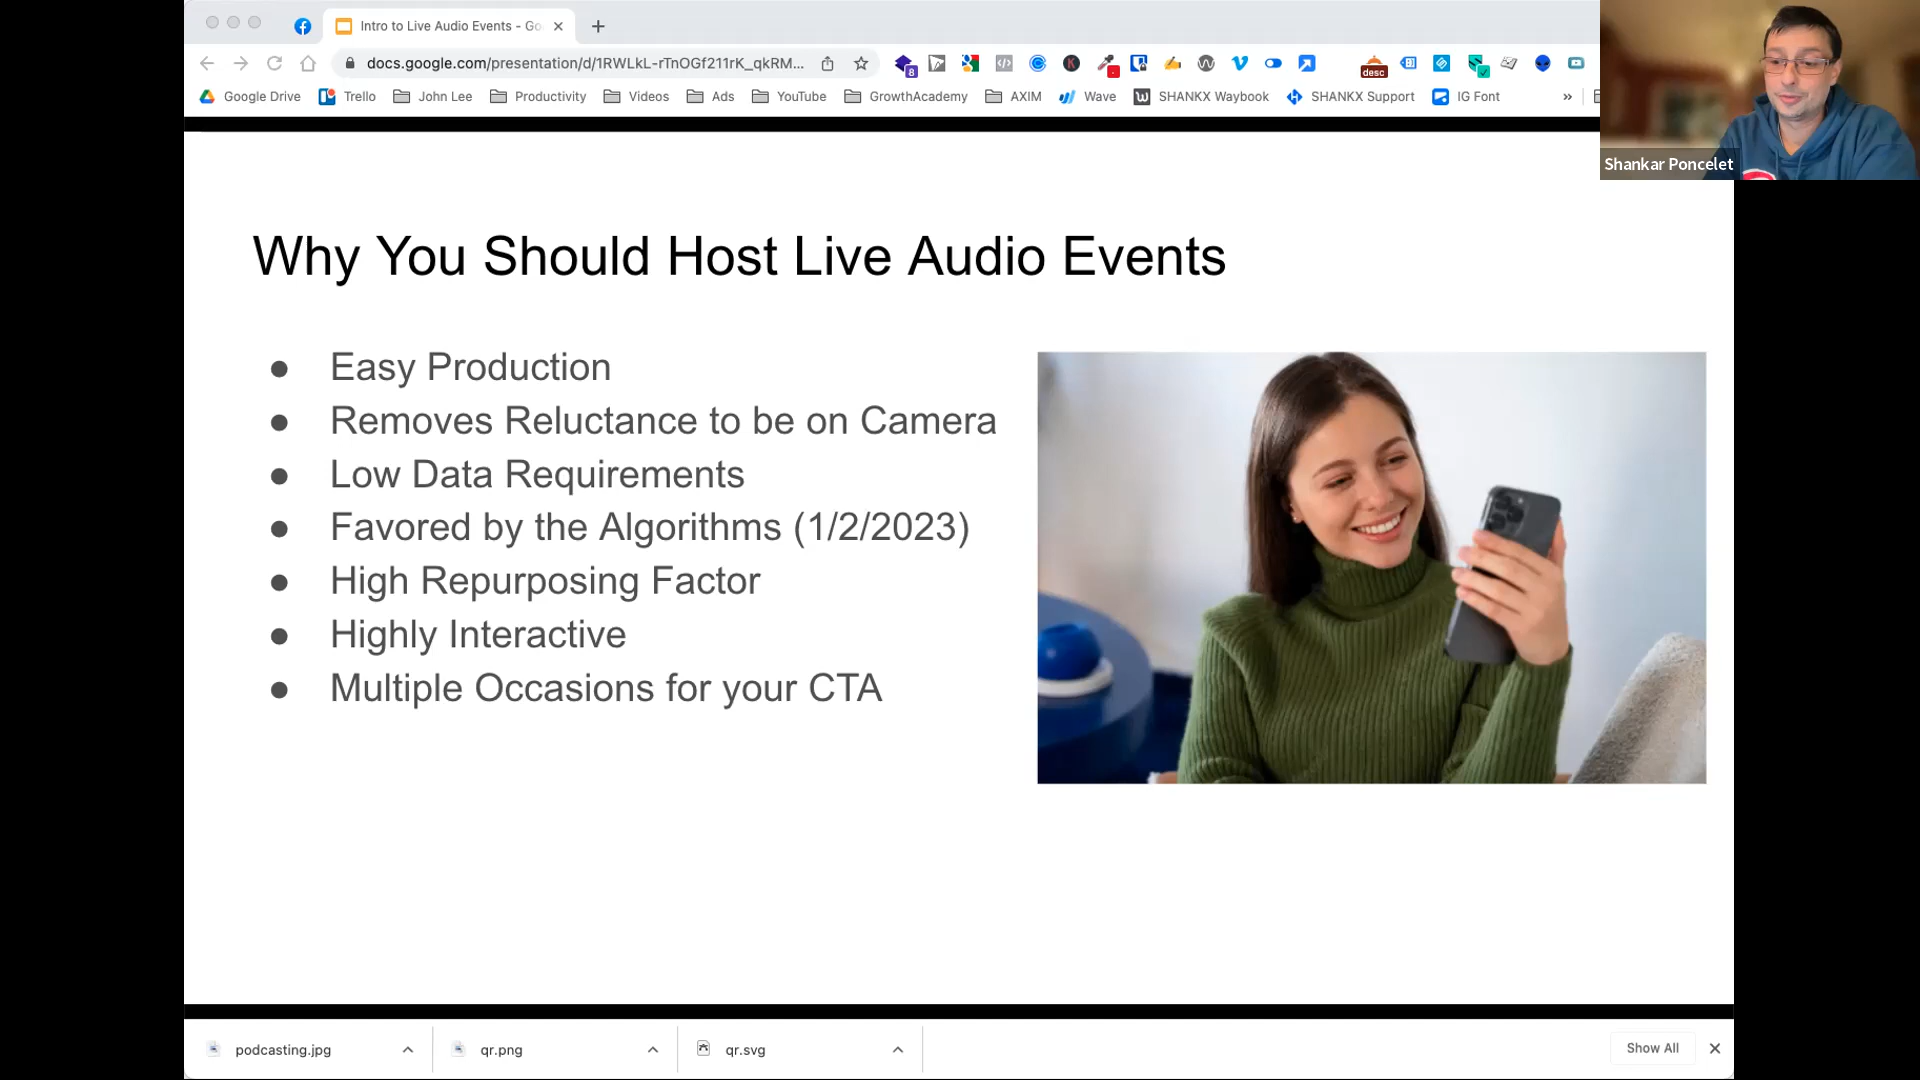 Intro to Live Audio Events - Go
docs.google.com/presentation/d/1RWLkL-rTnOGf211rK_qkRM...
8
desc
Google Drive
Trello
John Lee
Productivity
Videos
Ads
YouTube
GrowthAcademy
AXIM
Wave
SHANKX Waybook
SHANKX Support
IG Font
»
Shankar Poncelet
Why You Should Host Live Audio Events
● Easy Production
● Removes Reluctance to be on Camera
● Low Data Requirements
● Favored by the Algorithms (1/2/2023)
● High Repurposing Factor
● Highly Interactive
● Multiple Occasions for your CTA
podcasting.jpg
qr.png
qr.svg
Show All